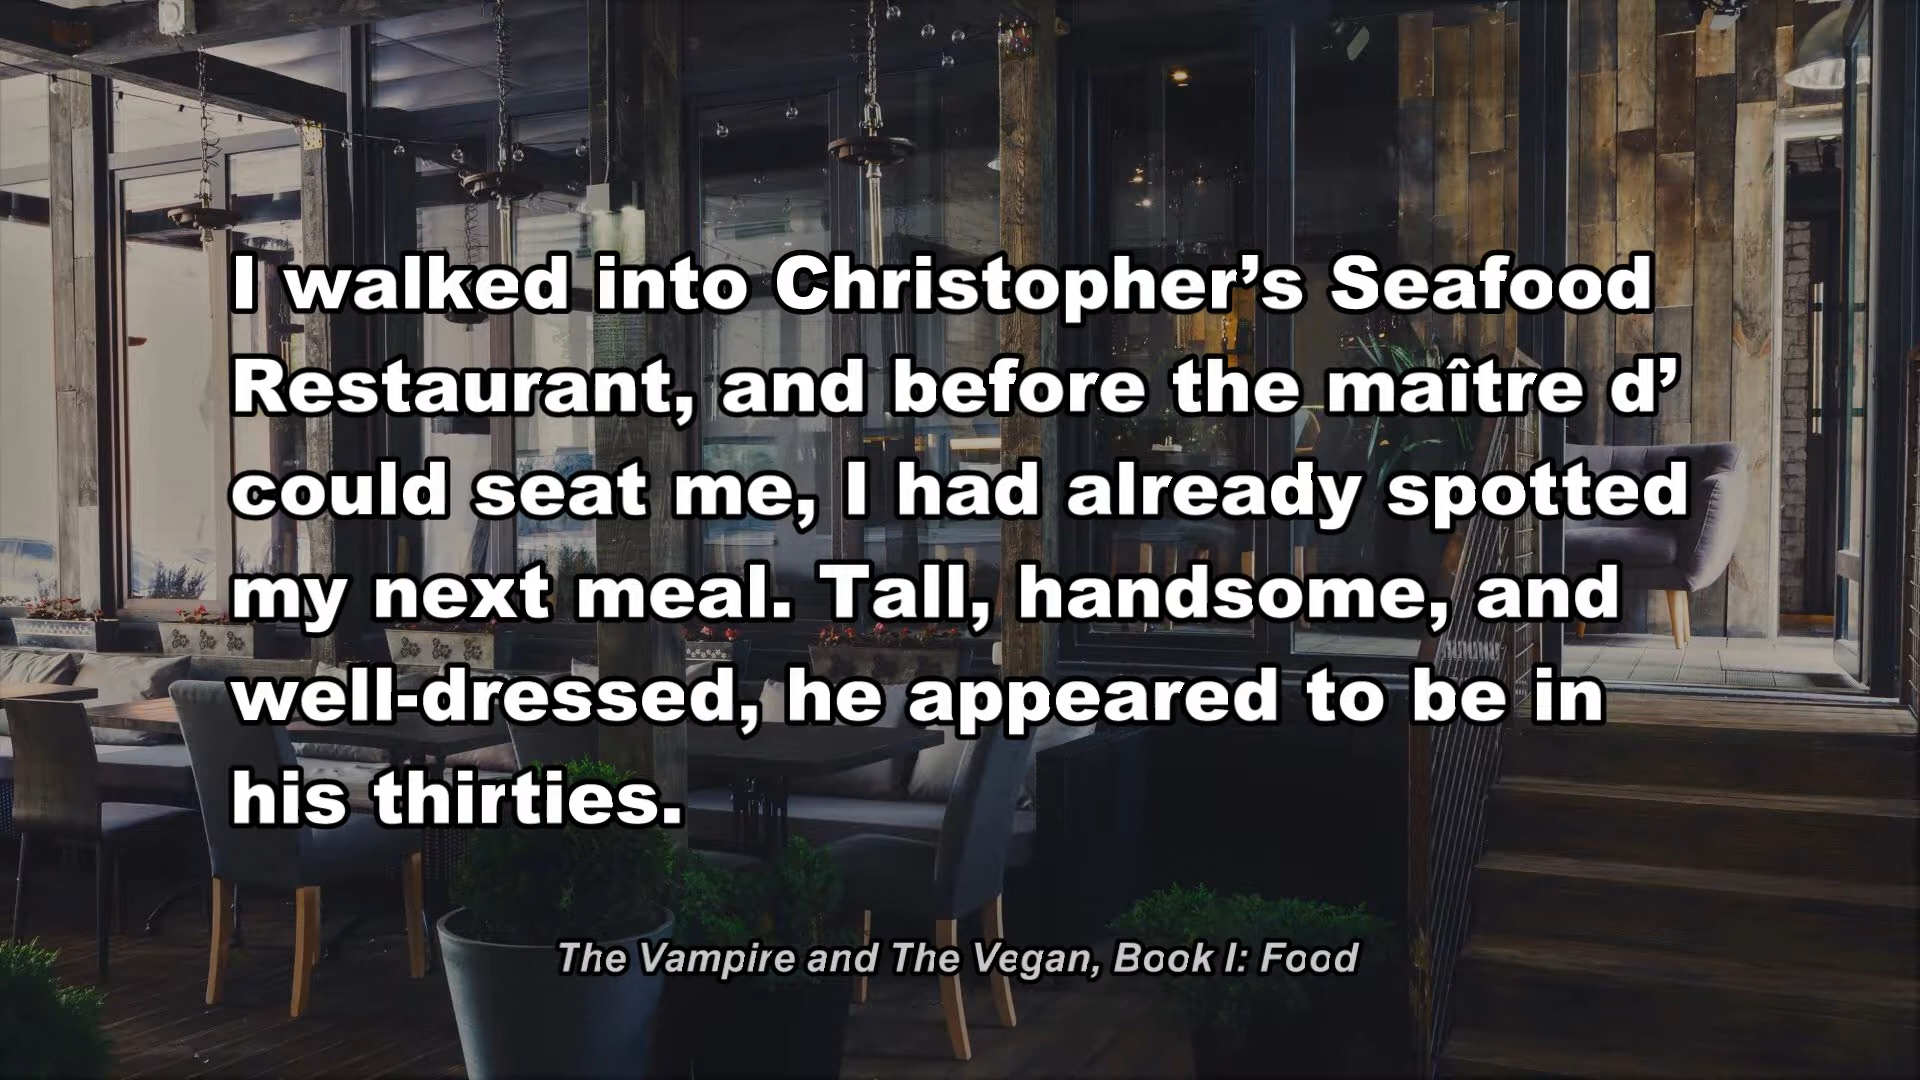 I walked into Christopher’s Seafood
Restaurant, and before the maître d’
could seat me, I had already spotted
my next meal. Tall, handsome, and
well-dressed, he appeared to be in
his thirties.
The Vampire and The Vegan, Book I: Food